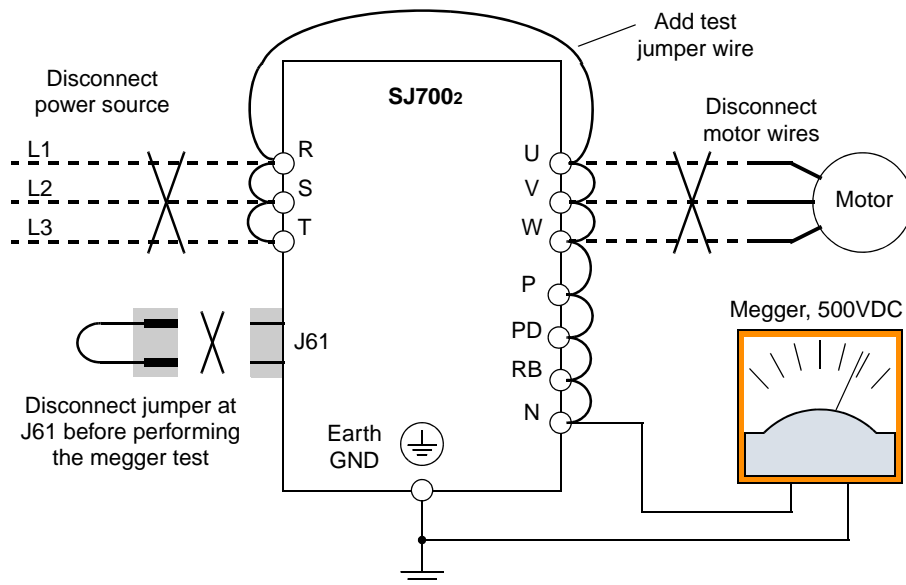 Add test
jumper wire
Disconnect
power source
SJ7002
Disconnect
motor wires
L1
L2
L3
R
S
T
U
V
W
Motor
P
PD
RB
N
J61
Megger, 500VDC
Disconnect jumper at
J61 before performing
the megger test
Earth
GND